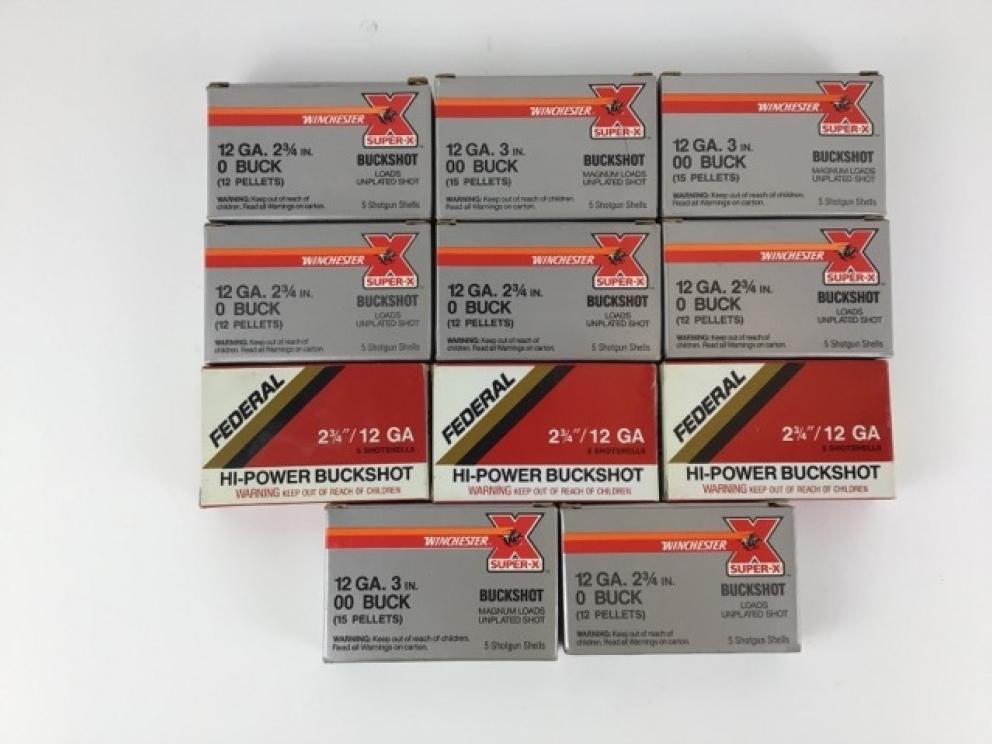 WINCHESTER
X
SUPER-X
12 GA. 2¾ IN.
0 BUCK
(12 PELLETS)
BUCKSHOT
LOADS
UNPLATED SHOT
WARNING: Keep out of reach of
children. Read all Warnings on carton.
5 Shotgun Shells
WINCHESTER
X
SUPER-X
12 GA. 3 IN.
00 BUCK
(15 PELLETS)
BUCKSHOT
MAGNUM LOADS
UNPLATED SHOT
WARNING: Keep out of reach of children.
Read all Warnings on carton.
5 Shotgun Shells
WINCHESTER
X
SUPER-X
12 GA. 3 IN.
00 BUCK
(15 PELLETS)
BUCKSHOT
MAGNUM LOADS
UNPLATED SHOT
WARNING: Keep out of reach of children.
Read all Warnings on carton.
5 Shotgun Shells
WINCHESTER
X
SUPER-X
12 GA. 2¾ IN.
0 BUCK
(12 PELLETS)
BUCKSHOT
LOADS
UNPLATED SHOT
WARNING: Keep out of reach of
children. Read all Warnings on carton.
5 Shotgun Shells
WINCHESTER
X
SUPER-X
12 GA. 2¾ IN.
0 BUCK
(12 PELLETS)
BUCKSHOT
LOADS
UNPLATED SHOT
WARNING: Keep out of reach of
children. Read all Warnings on carton.
5 Shotgun Shells
WINCHESTER
X
SUPER-X
12 GA. 2¾ IN.
0 BUCK
(12 PELLETS)
BUCKSHOT
LOADS
UNPLATED SHOT
WARNING: Keep out of reach of
children. Read all Warnings on carton.
5 Shotgun Shells
FEDERAL
2¾"/12 GA
5 SHOTSHELLS
HI-POWER BUCKSHOT
WARNING KEEP OUT OF REACH OF CHILDREN
FEDERAL
2¾"/12 GA
5 SHOTSHELLS
HI-POWER BUCKSHOT
WARNING KEEP OUT OF REACH OF CHILDREN
FEDERAL
2¾"/12 GA
5 SHOTSHELLS
HI-POWER BUCKSHOT
WARNING KEEP OUT OF REACH OF CHILDREN
WINCHESTER
X
SUPER-X
12 GA. 3 IN.
00 BUCK
(15 PELLETS)
BUCKSHOT
MAGNUM LOADS
UNPLATED SHOT
WARNING: Keep out of reach of children.
Read all Warnings on carton.
5 Shotgun Shells
WINCHESTER
X
SUPER-X
12 GA. 2¾ IN.
0 BUCK
(12 PELLETS)
BUCKSHOT
LOADS
UNPLATED SHOT
WARNING: Keep out of reach of
children. Read all Warnings on carton.
5 Shotgun Shells